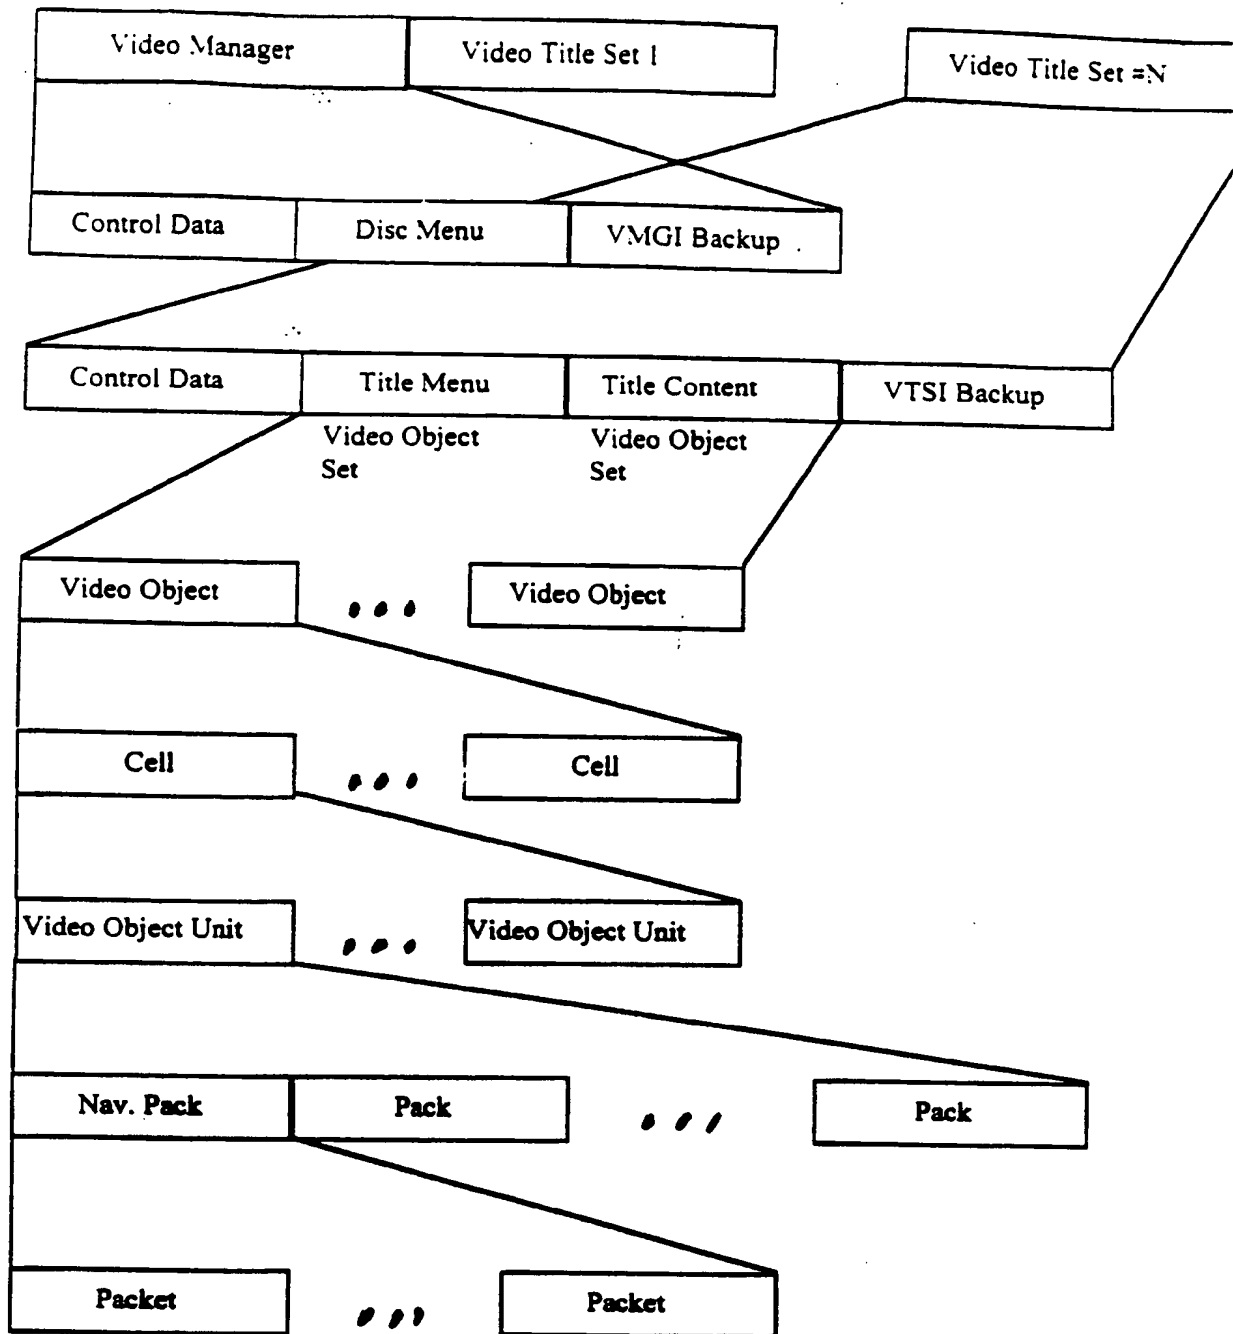 Video Manager
Video Title Set 1
Video Title Set =N
Control Data
Disc Menu
VMGI Backup
Control Data
Title Menu
Title Content
VTSI Backup
Video Object
Set
Video Object
Set
Video Object
Video Object
Cell
Cell
Video Object Unit
Video Object Unit
Nav. Pack
Pack
Pack
Packet
Packet